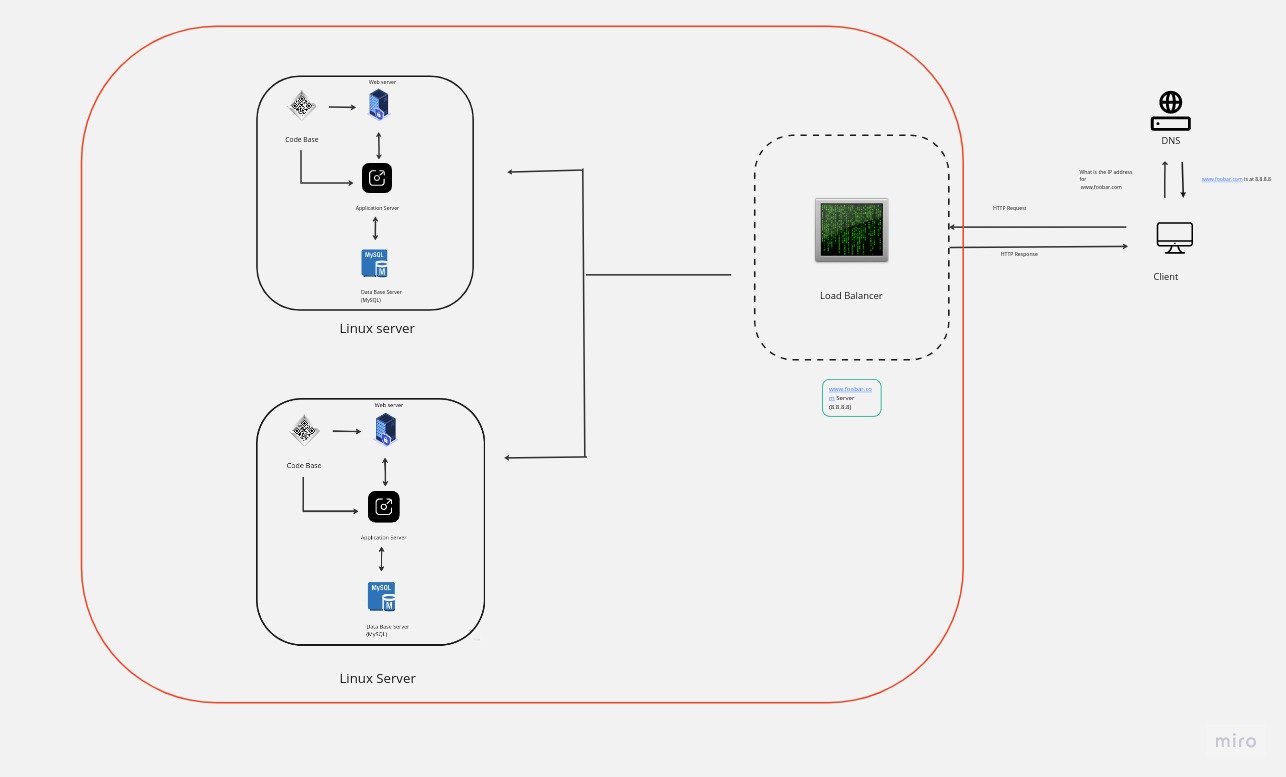 Web server
Code Base
Application Server
MySQL
M
Data Base Server
(MySQL)
Linux server
Web server
Code Base
Application Server
MySQL
M
Data Base Server
(MySQL)
Linux Server
Load Balancer
www.foobar.co
m Server
(8.8.8.8)
HTTP Request
HTTP Response
DNS
What is the IP address
for
www.foobar.com
www.foobar.com is at 8.8.8.8
Client
miro